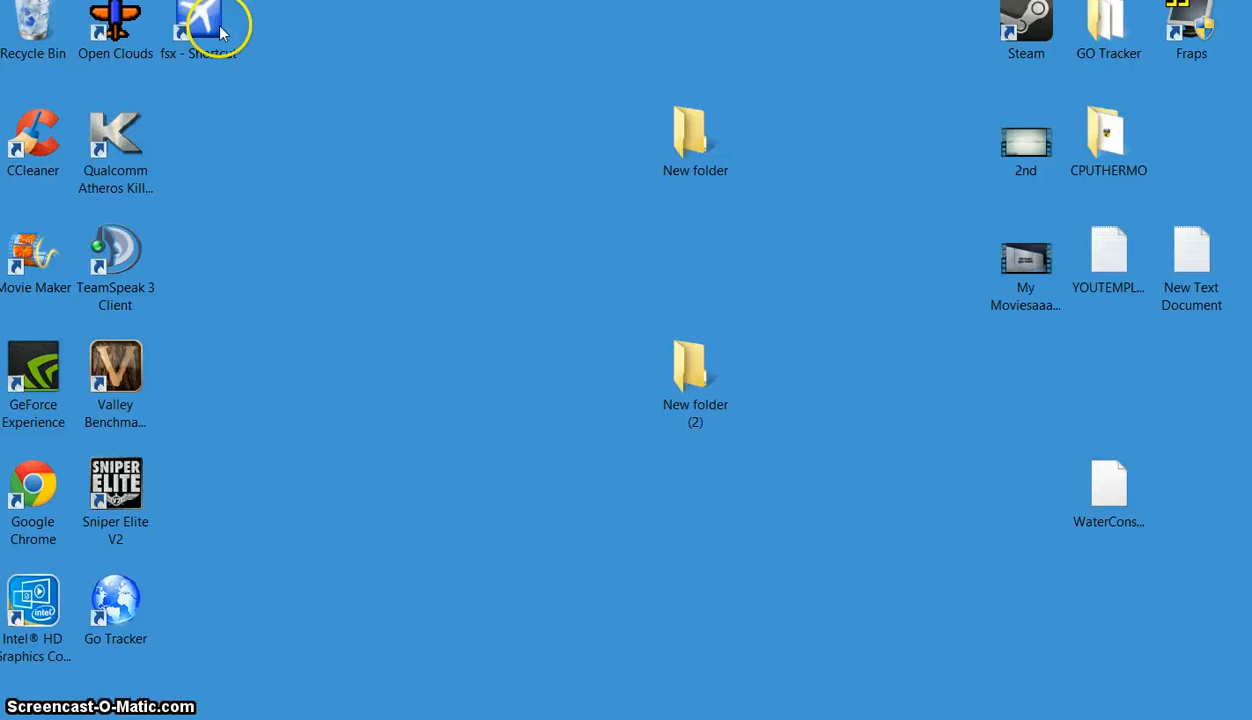 Recycle Bin
Open Clouds
fsx - Shortcut
Steam
GO Tracker
Fraps
CCleaner
Qualcomm
Atheros Kill...
New folder
2nd
CPUTHERMO
Movie Maker
TeamSpeak 3
Client
My
Moviesaaa...
YOUTEMPL...
New Text
Document
GeForce
Experience
Valley
Benchma...
New folder
(2)
Google
Chrome
SNIPER
ELITE
Sniper Elite
V2
WaterCons...
intel
Intel® HD
Graphics Co...
Go Tracker
Screencast-O-Matic.com